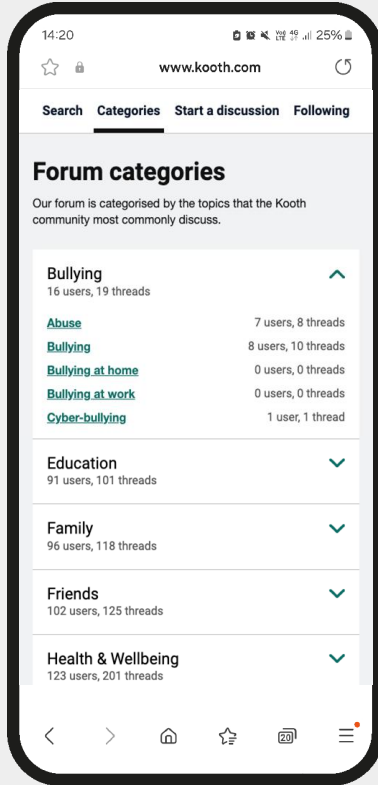 14:20
Vo) 4G 25%
LTE
www.kooth.com
Search Categories Start a discussion Following
Forum categories
Our forum is categorised by the topics that the Kooth
community most commonly discuss.
Bullying
16 users, 19 threads
Abuse 7 users, 8 threads
Bullying 8 users, 10 threads
Bullying at home 0 users, 0 threads
Bullying at work 0 users, 0 threads
Cyber-bullying 1 user, 1 thread
Education
91 users, 101 threads
Family
96 users, 118 threads
Friends
102 users, 125 threads
Health & Wellbeing
123 users, 201 threads
20